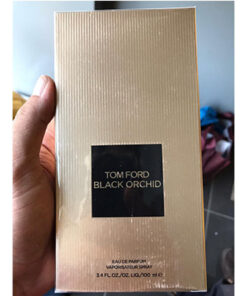 TOM FORD
BLACK ORCHID
EAU DE PARFUM
VAPORISATEUR SPRAY
3.4 FL.OZ./OZ. LIQ./100 ml ℮